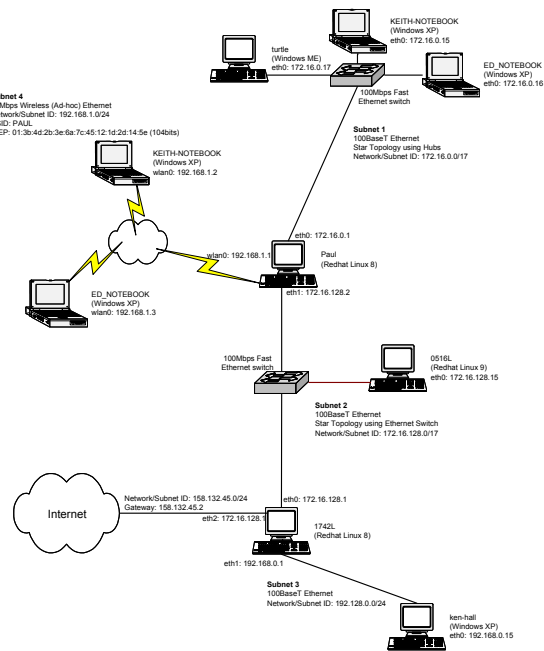 KEITH-NOTEBOOK
(Windows XP)
eth0: 172.16.0.15
turtle
(Windows ME)
eth0: 172.16.0.17
ED_NOTEBOOK
(Windows XP)
eth0: 172.16.0.16
100Mbps Fast
Ethernet switch
bnet 4
Mbps Wireless (Ad-hoc) Ethernet
twork/Subnet ID: 192.168.1.0/24
SID: PAUL
EP: 01:3b:4d:2b:3e:6a:7c:45:12:1d:2d:14:5e (104bits)
Subnet 1
100BaseT Ethernet
Star Topology using Hubs
Network/Subnet ID: 172.16.0.0/17
KEITH-NOTEBOOK
(Windows XP)
wlan0: 192.168.1.2
eth0: 172.16.0.1
wlan0: 192.168.1.1
Paul
(Redhat Linux 8)
eth1: 172.16.128.2
ED_NOTEBOOK
(Windows XP)
wlan0: 192.168.1.3
100Mbps Fast
Ethernet switch
0516L
(Redhat Linux 9)
eth0: 172.16.128.15
Subnet 2
100BaseT Ethernet
Star Topology using Ethernet Switch
Network/Subnet ID: 172.16.128.0/17
Internet
Network/Subnet ID: 158.132.45.0/24
Gateway: 158.132.45.2
eth0: 172.16.128.1
eth2: 172.16.128.1
1742L
(Redhat Linux 8)
eth1: 192.168.0.1
Subnet 3
100BaseT Ethernet
Network/Subnet ID: 192.128.0.0/24
ken-hall
(Windows XP)
eth0: 192.168.0.15